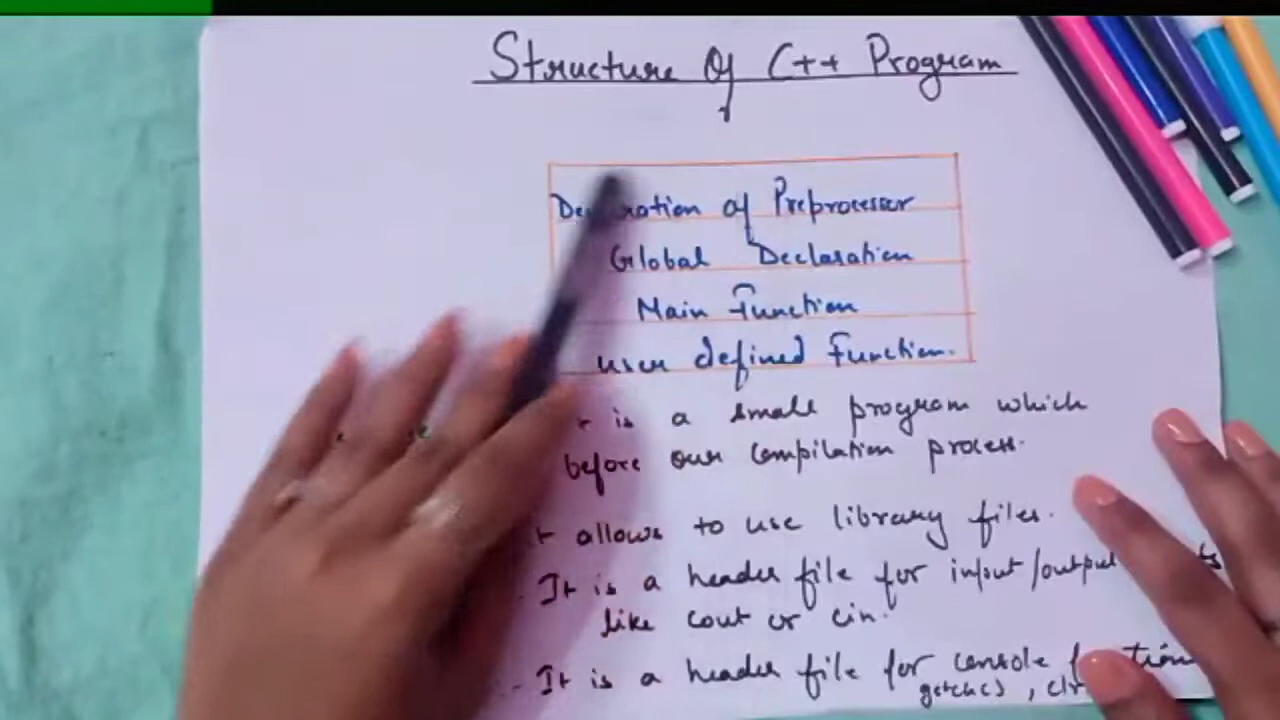 Structure Of C++ Program
of Preprocessor
Global Declaration
Main Function
user defined Function.
is a small program which
before our compilation process.
allows to use library files.
It is a header file for input/output
like cout or cin.
It is a header file for console
getch(),